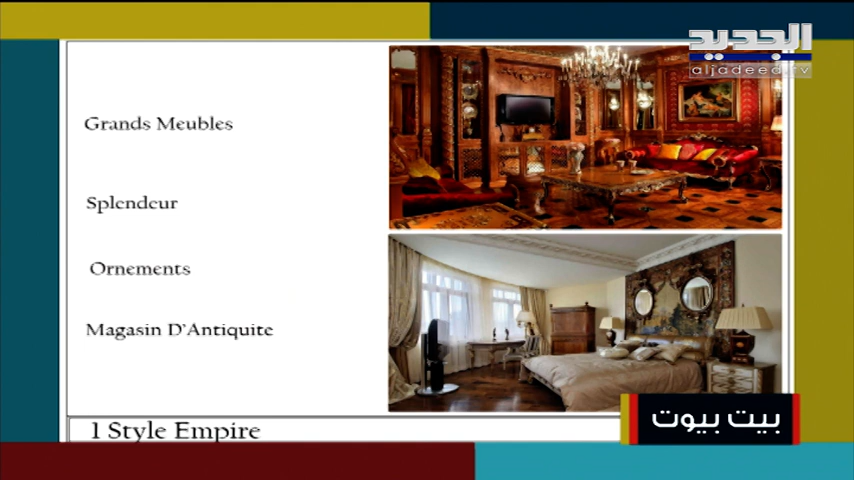 الجديد
aljadeed.tv
Grands Meubles
Splendeur
Ornements
Magasin D'Antiquite
1 Style Empire
بيت بيوت